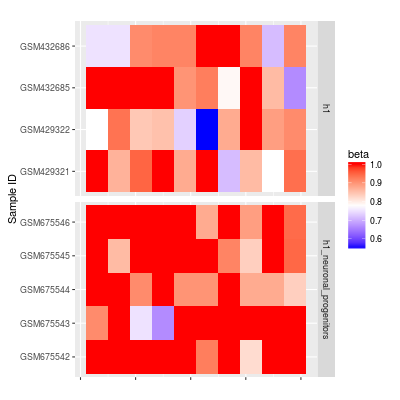 GSM432686
GSM432685
GSM429322
GSM429321
h1
GSM675546
GSM675545
GSM675544
GSM675543
GSM675542
h1_neuronal_progenitors
Sample ID
beta
1.0
0.9
0.8
0.7
0.6